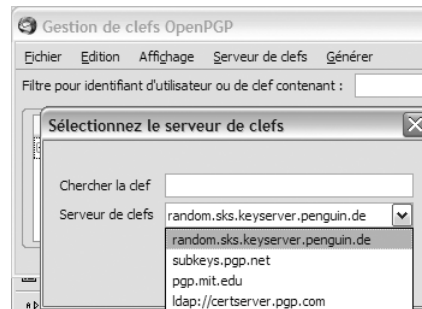 Gestion de clefs OpenPGP
Fichier Edition Affichage Serveur de clefs Générer
Filtre pour identifiant d'utilisateur ou de clef contenant :
Sélectionnez le serveur de clefs
Chercher la clef
Serveur de clefs random.sks.keyserver.penguin.de
random.sks.keyserver.penguin.de
subkeys.pgp.net
pgp.mit.edu
ldap://certserver.pgp.com